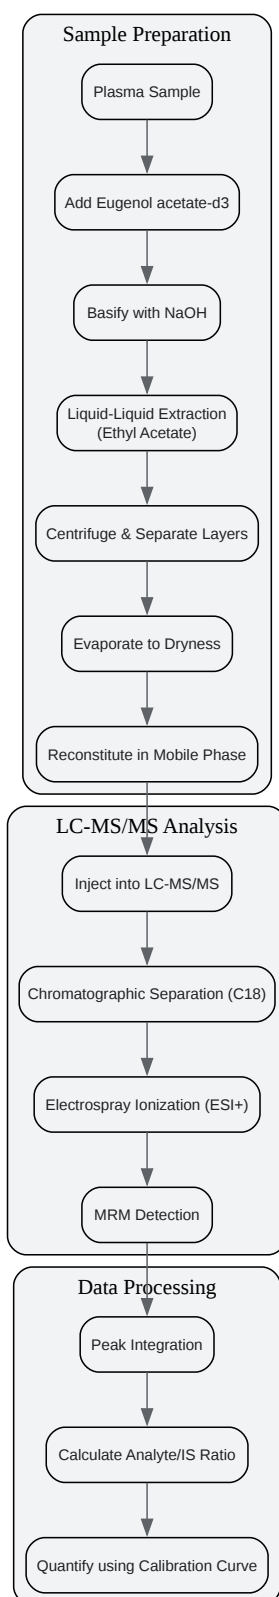 Sample Preparation
Plasma Sample
Add Eugenol acetate-d3
Basify with NaOH
Liquid-Liquid Extraction
(Ethyl Acetate)
Centrifuge & Separate Layers
Evaporate to Dryness
Reconstitute in Mobile Phase
LC-MS/MS Analysis
Inject into LC-MS/MS
Chromatographic Separation (C18)
Electrospray Ionization (ESI+)
MRM Detection
Data Processing
Peak Integration
Calculate Analyte/IS Ratio
Quantify using Calibration Curve